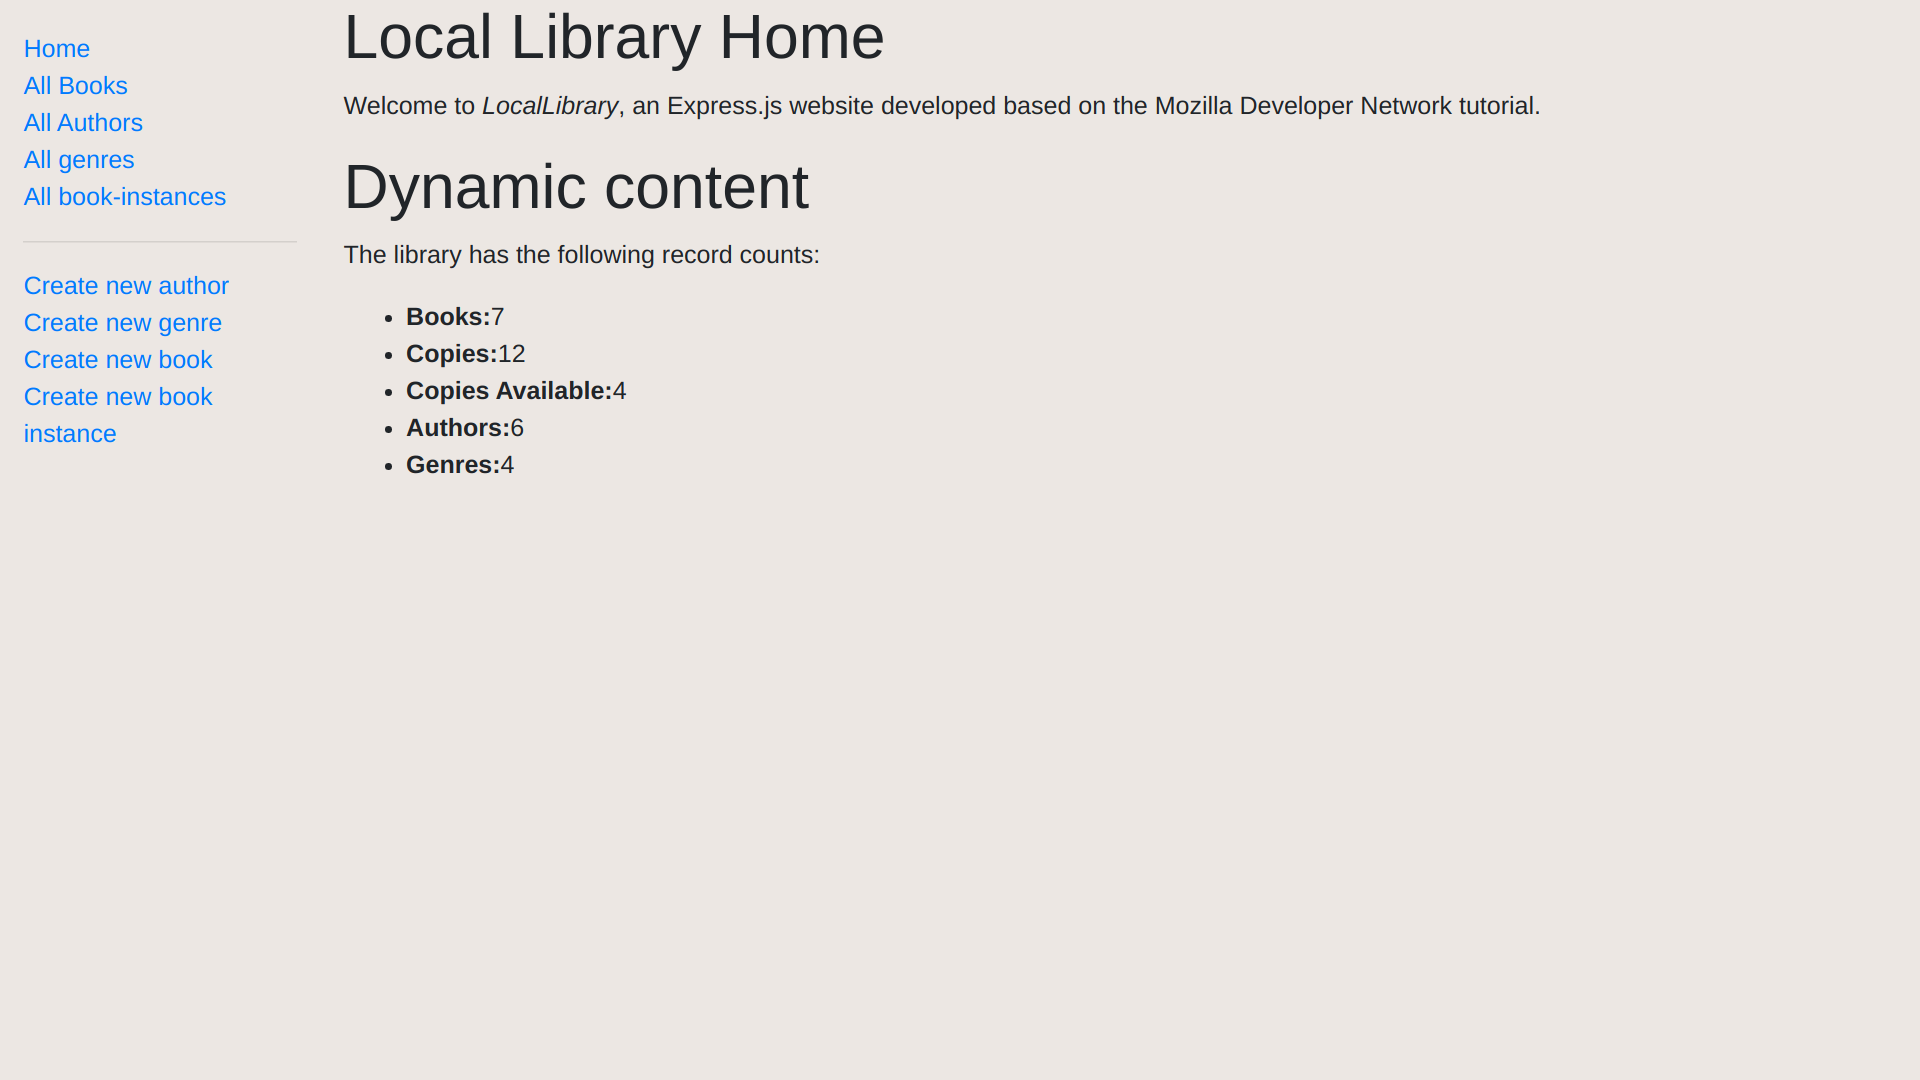 Home
All Books
All Authors
All genres
All book-instances
Create new author
Create new genre
Create new book
Create new book
instance
Local Library Home
Welcome to LocalLibrary, an Express.js website developed based on the Mozilla Developer Network tutorial.
Dynamic content
The library has the following record counts:
• Books:7
• Copies:12
• Copies Available:4
• Authors:6
• Genres:4